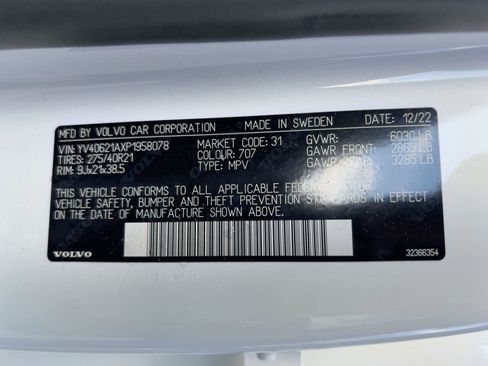 MFD BY VOLVO CAR CORPORATION MADE IN SWEDEN DATE: 12/22
VIN: YV40621AXP1958078 MARKET CODE: 31 GVWR: 6030 LB
TIRES: 275/40R21 COLOUR: 707 GAWR FRONT: 2865 LB
RIM: 9Jx21x38.5 TYPE: MPV GAWR REAR: 3285 LB
THIS VEHICLE CONFORMS TO ALL APPLICABLE FEDERAL MOTOR
VEHICLE SAFETY, BUMPER AND THEFT PREVENTION STANDARDS IN EFFECT
ON THE DATE OF MANUFACTURE SHOWN ABOVE.
VOLVO 32366354